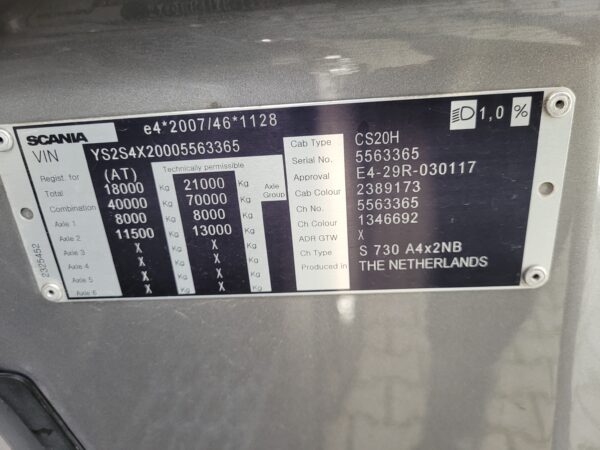 SCANIA e4*2007/46*1128 1,0 %
VIN YS2S4X20005563365
Regist. for (AT) Technically permissible
Total 18000 Kg 21000 Kg Axle Group
Combination 40000 Kg 70000 Kg
Axle 1 8000 Kg 8000 Kg
Axle 2 11500 Kg 13000 Kg
Axle 3 X Kg X Kg
Axle 4 X Kg X Kg
Axle 5 X Kg X Kg
Axle 6 X Kg X Kg
Cab Type CS20H
Serial No. 5563365
Approval E4-29R-030117
Cab Colour 2389173
Ch No. 5563365
Ch Colour 1346692
ADR GTW X
Ch Type S 730 A4x2NB
Produced in THE NETHERLANDS
2325452